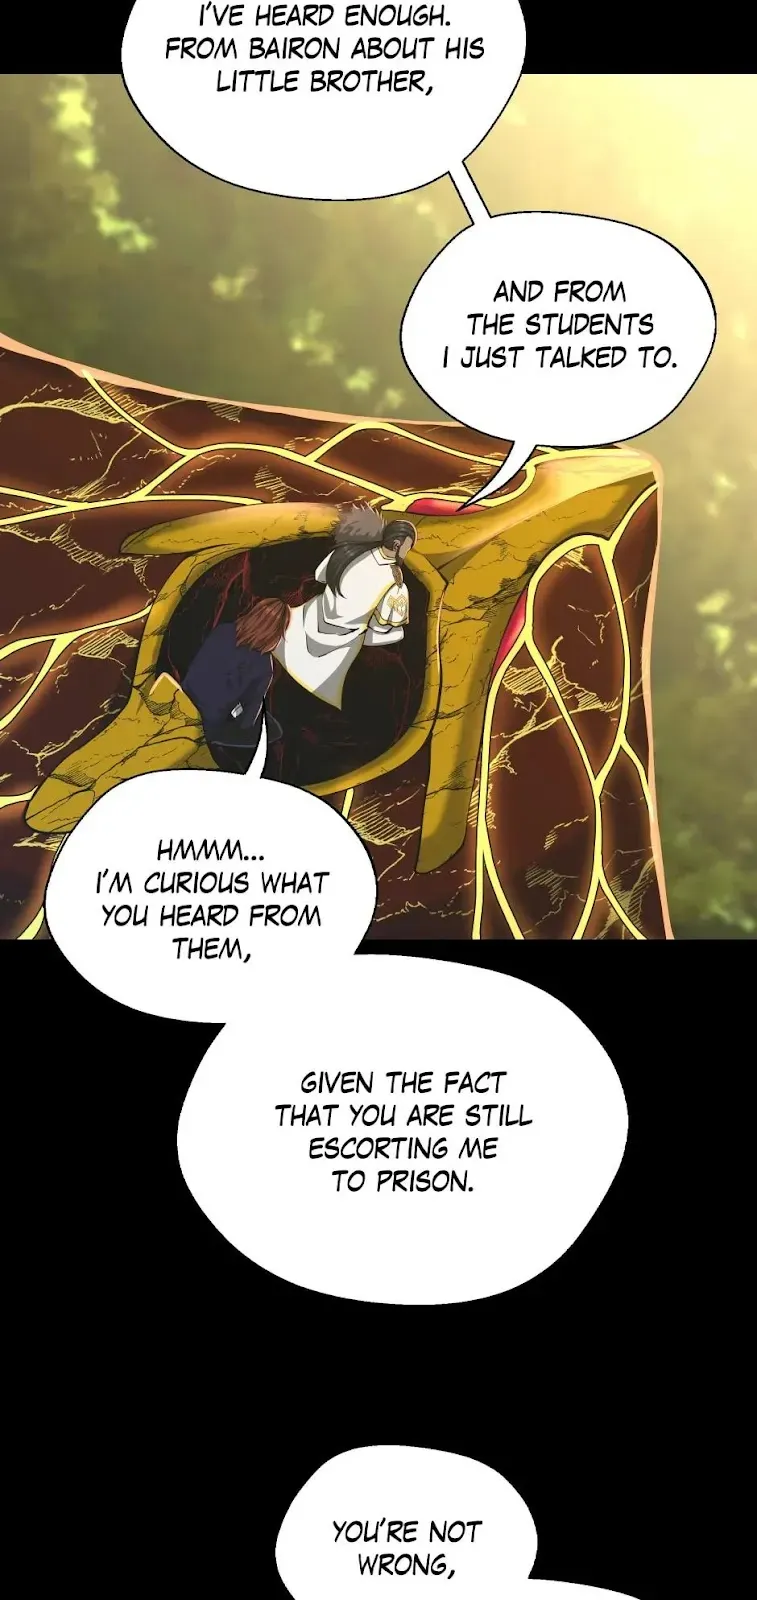 I'VE HEARD ENOUGH.
FROM BAIRON ABOUT HIS
LITTLE BROTHER,
AND FROM
THE STUDENTS
I JUST TALKED TO.
HMMM...
I'M CURIOUS WHAT
YOU HEARD FROM
THEM,
GIVEN THE FACT
THAT YOU ARE STILL
ESCORTING ME
TO PRISON.
YOU'RE NOT
WRONG,